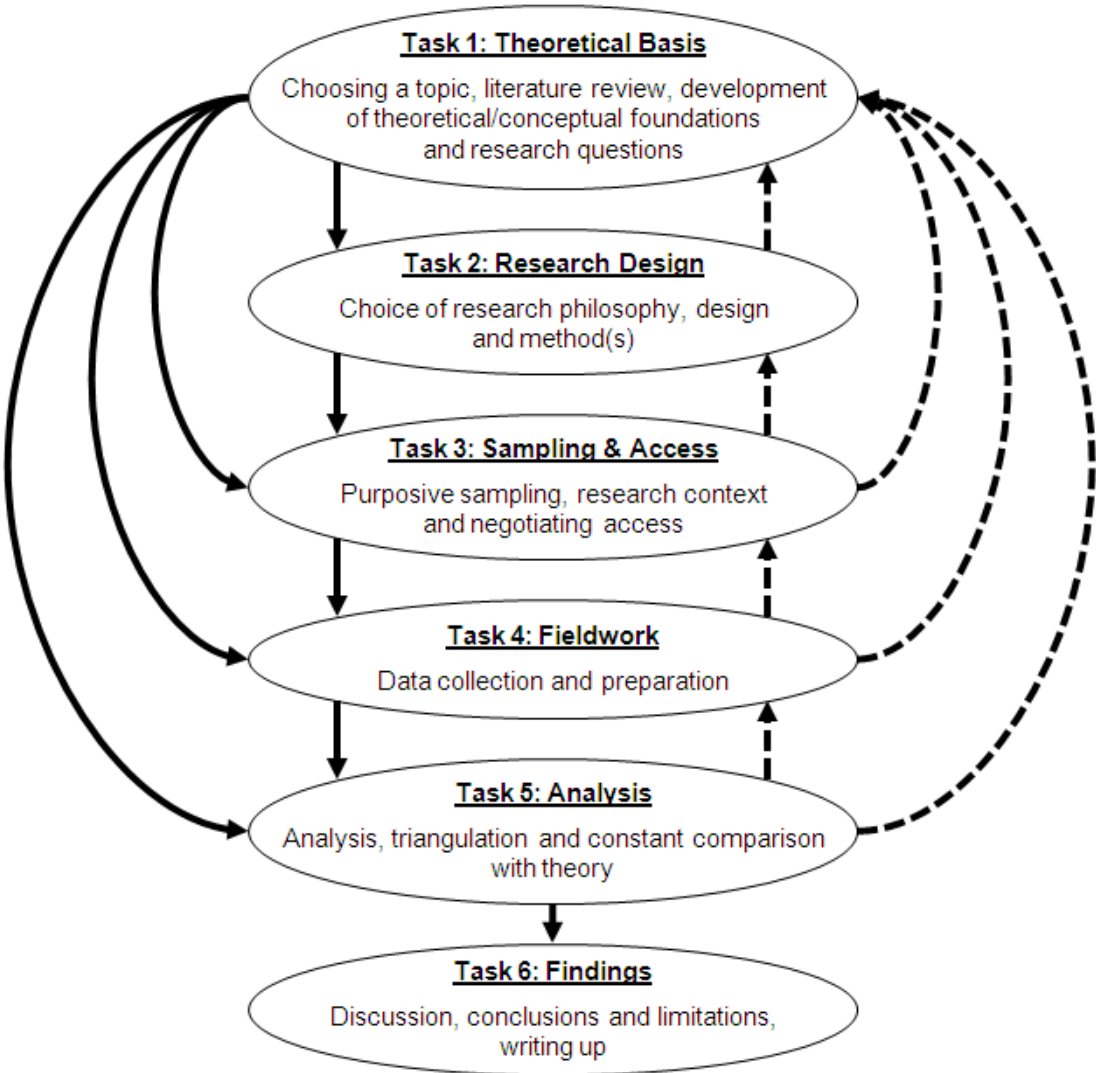 Task 1: Theoretical Basis
Choosing a topic, literature review, development
of theoretical/conceptual foundations
and research questions
Task 2: Research Design
Choice of research philosophy, design
and method(s)
Task 3: Sampling & Access
Purposive sampling, research context
and negotiating access
Task 4: Fieldwork
Data collection and preparation
Task 5: Analysis
Analysis, triangulation and constant comparison
with theory
Task 6: Findings
Discussion, conclusions and limitations,
writing up